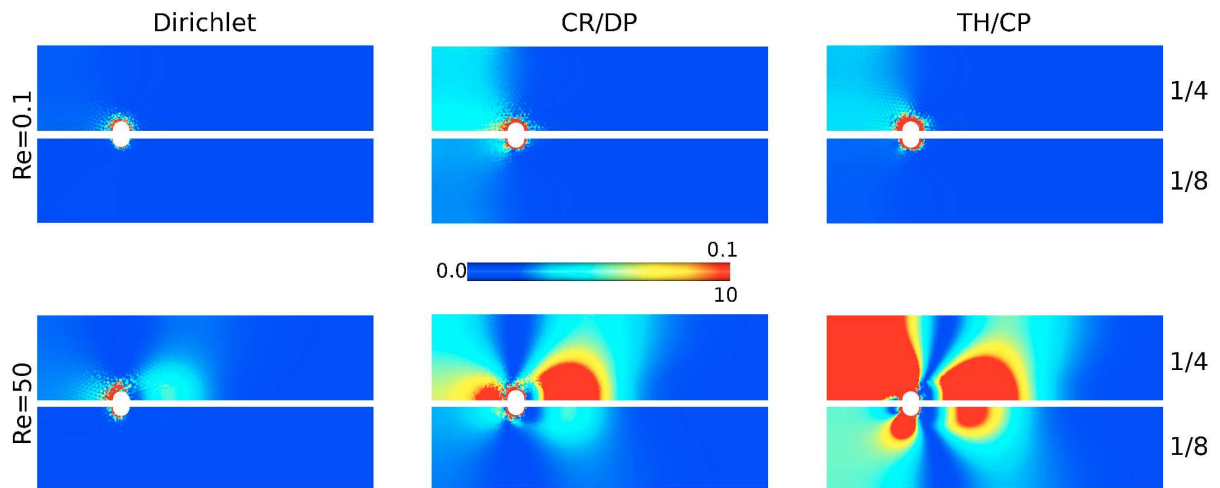 Dirichlet
CR/DP
TH/CP
Re=0.1
1/4
1/8
0.0
0.1
10
Re=50
1/4
1/8